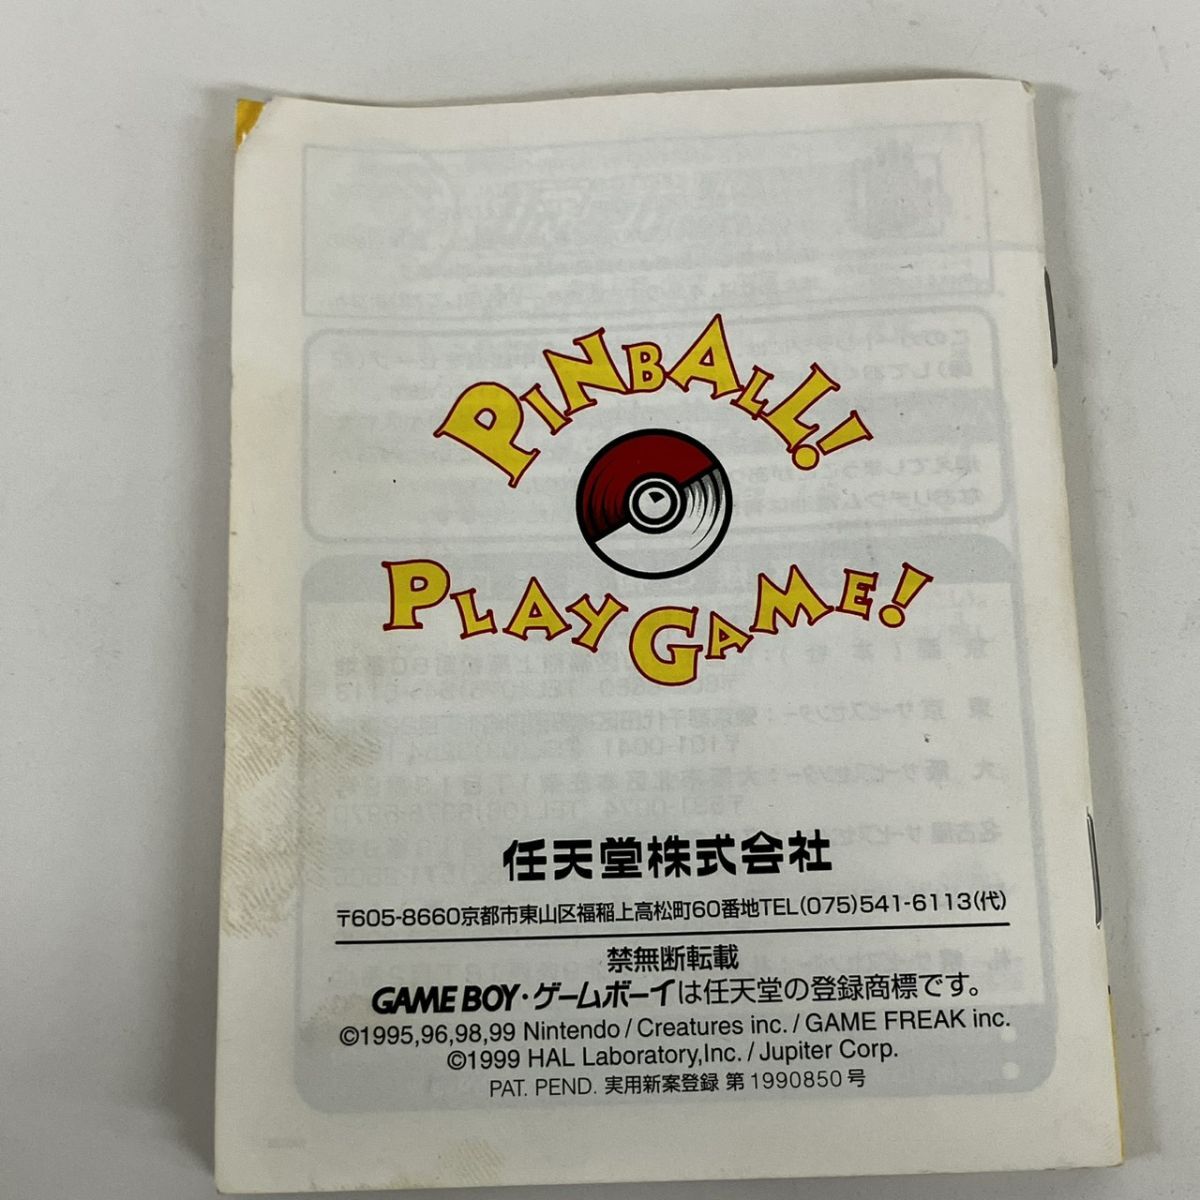 PINBALL!
PLAY GAME!
任天堂株式会社
〒605-8660京都市東山区福稲上高松町60番地TEL(075)541-6113(代)
禁無断転載
GAME BOY・ゲームボーイは任天堂の登録商標です。
©1995,96,98,99 Nintendo / Creatures inc. / GAME FREAK inc.
©1999 HAL Laboratory,Inc. / Jupiter Corp.
PAT. PEND. 実用新案登録 第1990850号